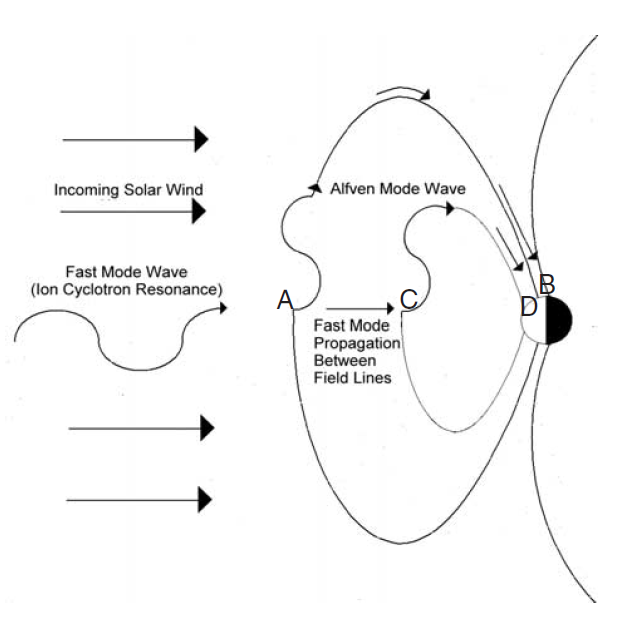 Incoming Solar Wind
Alfven Mode Wave
Fast Mode Wave
(Ion Cyclotron Resonance)
A
C
B
D
Fast Mode
Propagation
Between
Field Lines